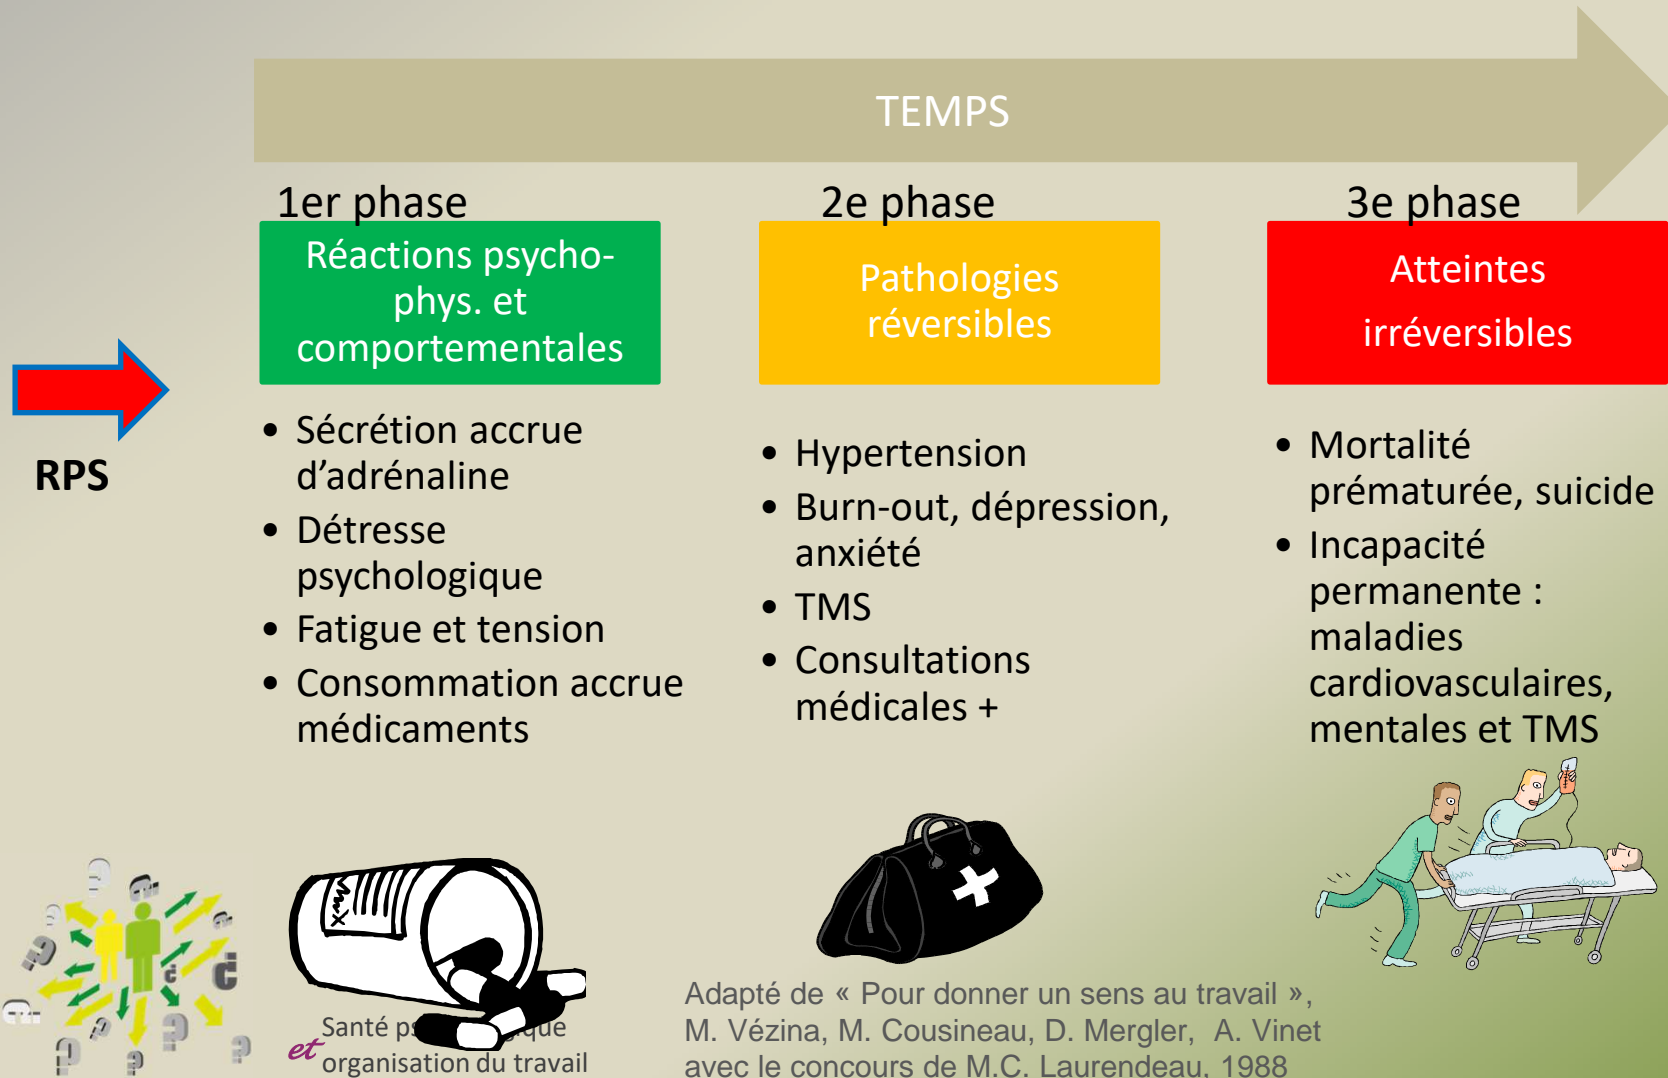 TEMPS
1er phase
Réactions psycho-
phys. et
comportementales
• Sécrétion accrue
d’adrénaline
• Détresse
psychologique
• Fatigue et tension
• Consommation accrue
médicaments
2e phase
Pathologies
réversibles
• Hypertension
• Burn-out, dépression,
anxiété
• TMS
• Consultations
médicales +
3e phase
Atteintes
irréversibles
• Mortalité
prématurée, suicide
• Incapacité
permanente :
maladies
cardiovasculaires,
mentales et TMS
RPS
Santé
et organisation du travail
Adapté de « Pour donner un sens au travail »,
M. Vézina, M. Cousineau, D. Mergler, A. Vinet
avec le concours de M.C. Laurendeau, 1988